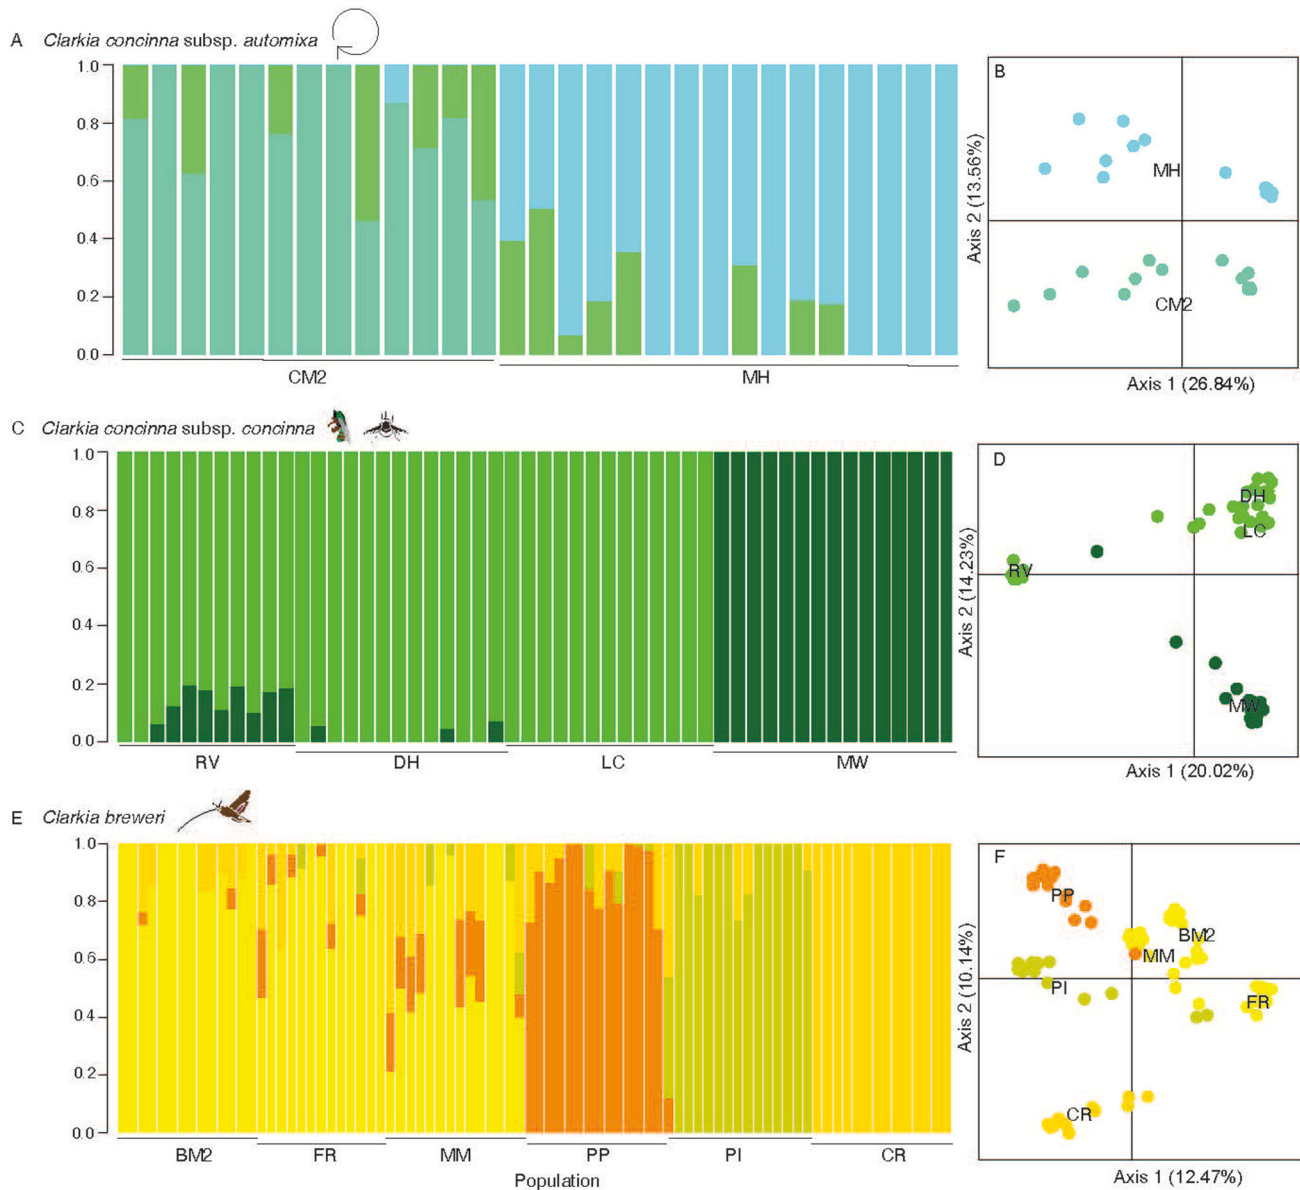 A Clarkia concinna subsp. automixa
1.0
0.8
0.6
0.4
0.2
0.0
CM2 MH
B
MH
CM2
Axis 2 (13.56%)
Axis 1 (26.84%)
C Clarkia concinna subsp. concinna
1.0
0.8
0.6
0.4
0.2
0.0
RV DH LC MW
D
DH
LC
RV
MW
Axis 2 (14.23%)
Axis 1 (20.02%)
E Clarkia breweri
1.0
0.8
0.6
0.4
0.2
0.0
BM2 FR MM PP PI CR
Population
F
PP
BM2
MM
PI
FR
CR
Axis 2 (10.14%)
Axis 1 (12.47%)